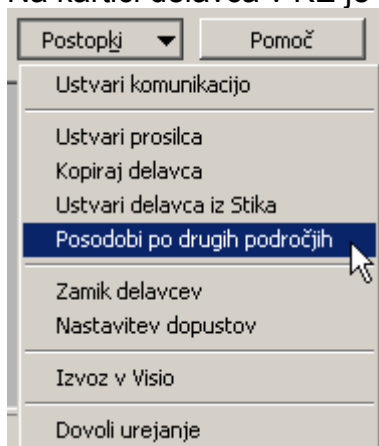 Na kartici delavca v RZ je
Postopki Pomoč
Ustvari komunikacijo
Ustvari prosilca
Kopiraj delavca
Ustvari delavca iz Stika
Posodobi po drugih področjih
Zamik delavcev
Nastavitev dopustov
Izvoz v Visio
Dovoli urejanje